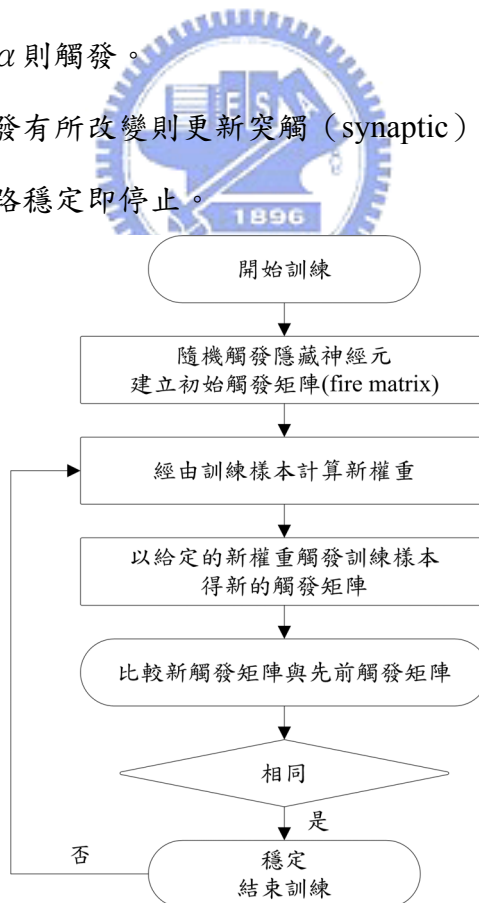 α則觸發。
發有所改變則更新突觸（synaptic）
路穩定即停止。
E S A
1896
開始訓練
隨機觸發隱藏神經元
建立初始觸發矩陣(fire matrix)
經由訓練樣本計算新權重
以給定的新權重觸發訓練樣本
得新的觸發矩陣
比較新觸發矩陣與先前觸發矩陣
相同
是
否
穩定
結束訓練